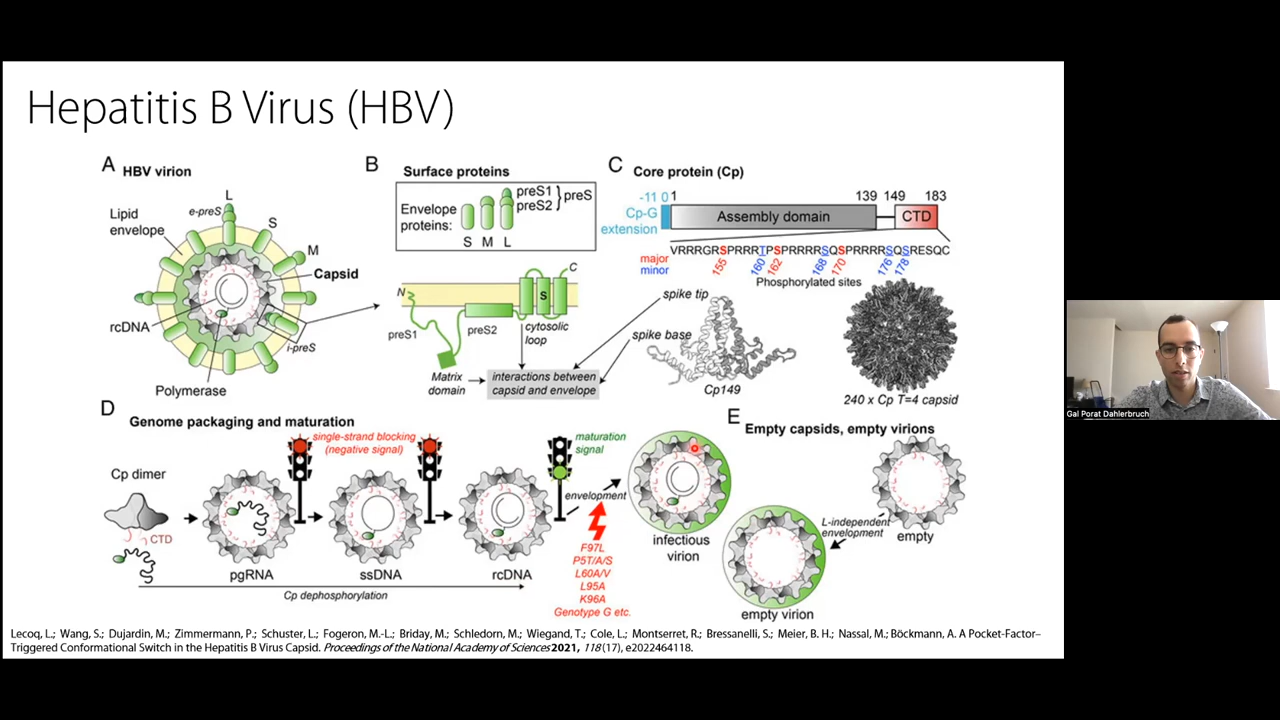 Hepatitis B Virus (HBV)
A HBV virion
L
e-preS
Lipid
envelope
S
M
Capsid
rcDNA
i-preS
Polymerase
B Surface proteins
preS1
preS2
preS
Envelope
proteins:
S M L
C
N
S
preS1
preS2
cytosolic
loop
Matrix
domain
interactions between
capsid and envelope
C Core protein (Cp)
-11 0 1 139 149 183
Cp-G
extension
Assembly domain
CTD
VRRRGRSPRRRTPSPRRRRSQSPRRRRSQSRESQC
major
minor
155 160 162 168 170 176 178
Phosphorylated sites
spike tip
spike base
Cp149
240 x Cp T=4 capsid
D Genome packaging and maturation
single-strand blocking
(negative signal)
maturation
signal
Cp dimer
CTD
pgRNA
ssDNA
rcDNA
Cp dephosphorylation
envelopment
F97L
P5T/A/S
L60A/V
L95A
K96A
Genotype G etc.
infectious
virion
E Empty capsids, empty virions
L-independent
envelopment
empty
empty virion
Lecoq, L.; Wang, S.; Dujardin, M.; Zimmermann, P.; Schuster, L.; Fogeron, M.-L.; Briday, M.; Schledorn, M.; Wiegand, T.; Cole, L.; Montserret, R.; Bressanelli, S.; Meier, B. H.; Nassal, M.; Böckmann, A. A Pocket-Factor–
Triggered Conformational Switch in the Hepatitis B Virus Capsid. Proceedings of the National Academy of Sciences 2021, 118 (17), e2022464118.
Gal Porat Dahlerbruch